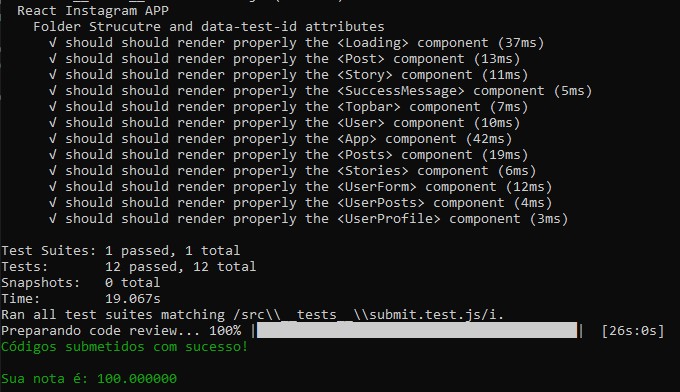 React Instagram APP
Folder Strucutre and data-test-id attributes
√ should should render properly the <Loading> component (37ms)
√ should should render properly the <Post> component (13ms)
√ should should render properly the <Story> component (11ms)
√ should should render properly the <SuccessMessage> component (5ms)
√ should should render properly the <Topbar> component (7ms)
√ should should render properly the <User> component (10ms)
√ should should render properly the <App> component (42ms)
√ should should render properly the <Posts> component (19ms)
√ should should render properly the <Stories> component (6ms)
√ should should render properly the <UserForm> component (12ms)
√ should should render properly the <UserPosts> component (4ms)
√ should should render properly the <UserProfile> component (3ms)
Test Suites: 1 passed, 1 total
Tests: 12 passed, 12 total
Snapshots: 0 total
Time: 19.067s
Ran all test suites matching /src\\__tests__\\submit.test.js/i.
Preparando code review... 100% | | [26s:0s]
Códigos submetidos com sucesso!
Sua nota é: 100.000000